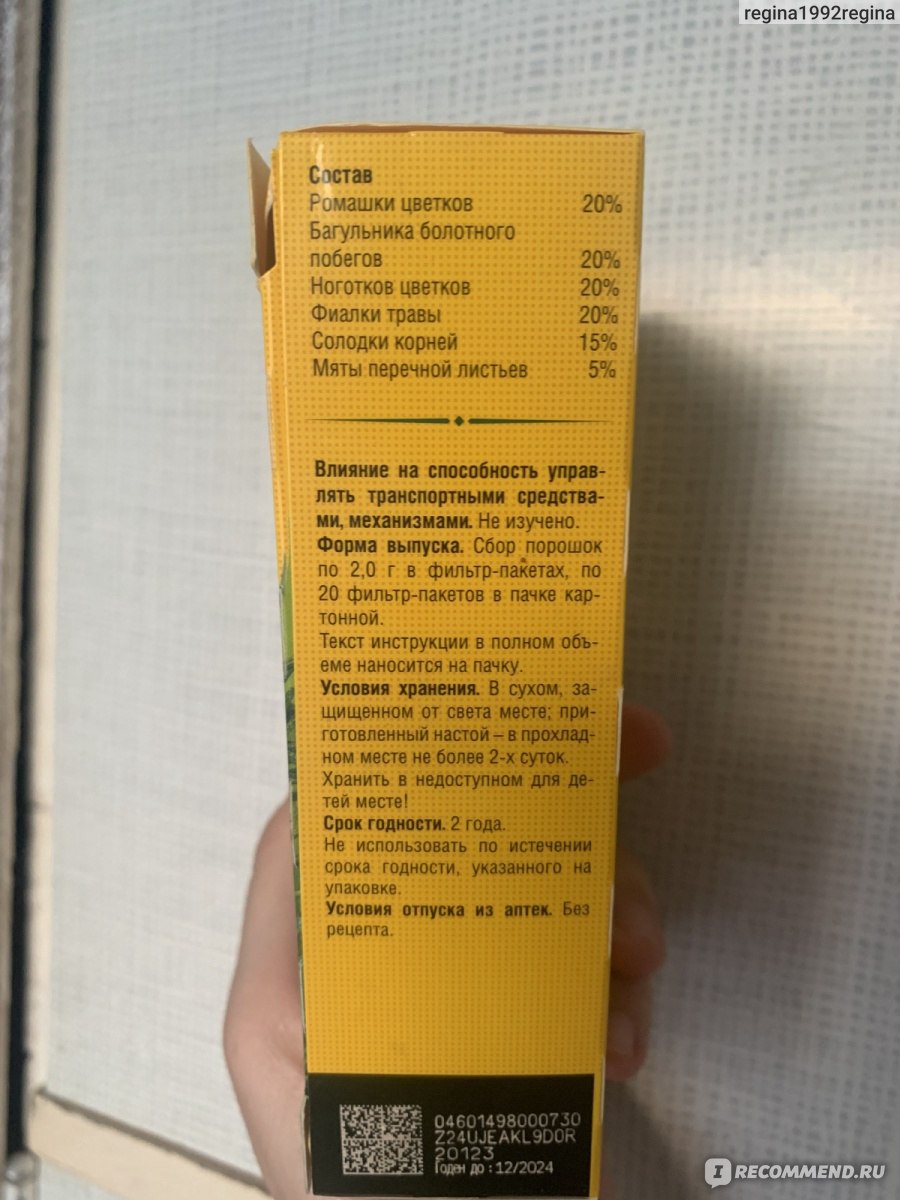 regina1992regina
Состав
Ромашки цветков 20%
Багульника болотного
побегов 20%
Ноготков цветков 20%
Фиалки травы 20%
Солодки корней 15%
Мяты перечной листьев 5%
Влияние на способность управ-
лять транспортными средства-
ми, механизмами. Не изучено.
Форма выпуска. Сбор порошок
по 2,0 г в фильтр-пакетах, по
20 фильтр-пакетов в пачке кар-
тонной.
Текст инструкции в полном объ-
еме наносится на пачку.
Условия хранения. В сухом, за-
щищенном от света месте; при-
готовленный настой – в прохлад-
ном месте не более 2-х суток.
Хранить в недоступном для де-
тей месте!
Срок годности. 2 года.
Не использовать по истечении
срока годности, указанного на
упаковке.
Условия отпуска из аптек. Без
рецепта.
04601498000730
Z24UJEAKL9D0R
20123
Годен до : 12/2024
I RECOMMEND.RU